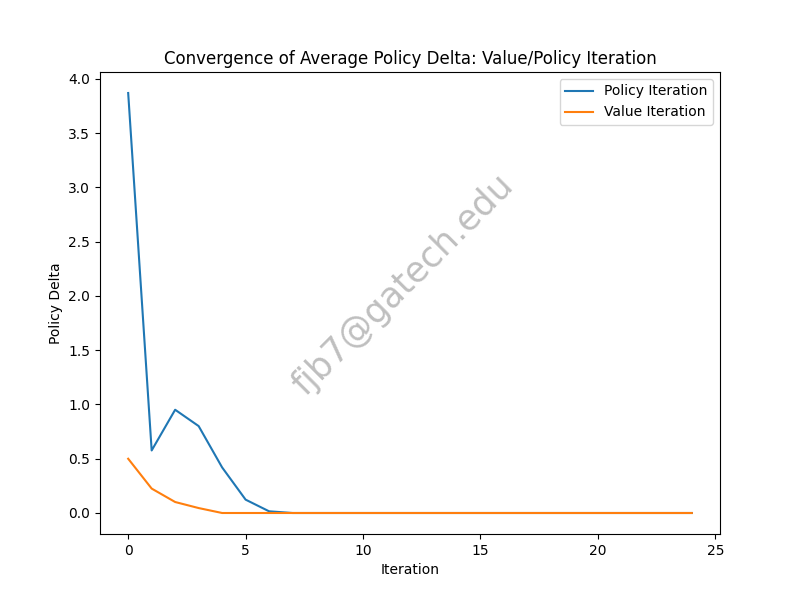 Convergence of Average Policy Delta: Value/Policy Iteration
Policy Iteration
Value Iteration
4.0
3.5
3.0
2.5
2.0
1.5
1.0
0.5
0.0
Policy Delta
fjb7@gatech.edu
0 5 10 15 20 25
Iteration